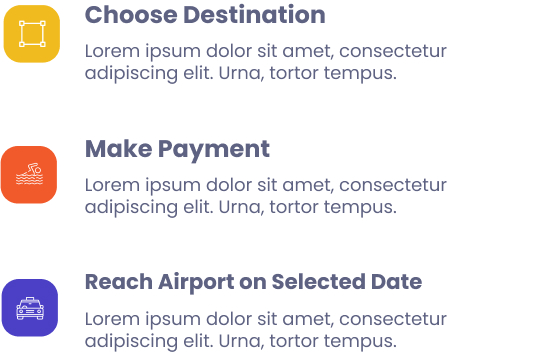 Choose Destination
Lorem ipsum dolor sit amet, consectetur
adipiscing elit. Urna, tortor tempus.
Make Payment
Lorem ipsum dolor sit amet, consectetur
adipiscing elit. Urna, tortor tempus.
Reach Airport on Selected Date
Lorem ipsum dolor sit amet, consectetur
adipiscing elit. Urna, tortor tempus.